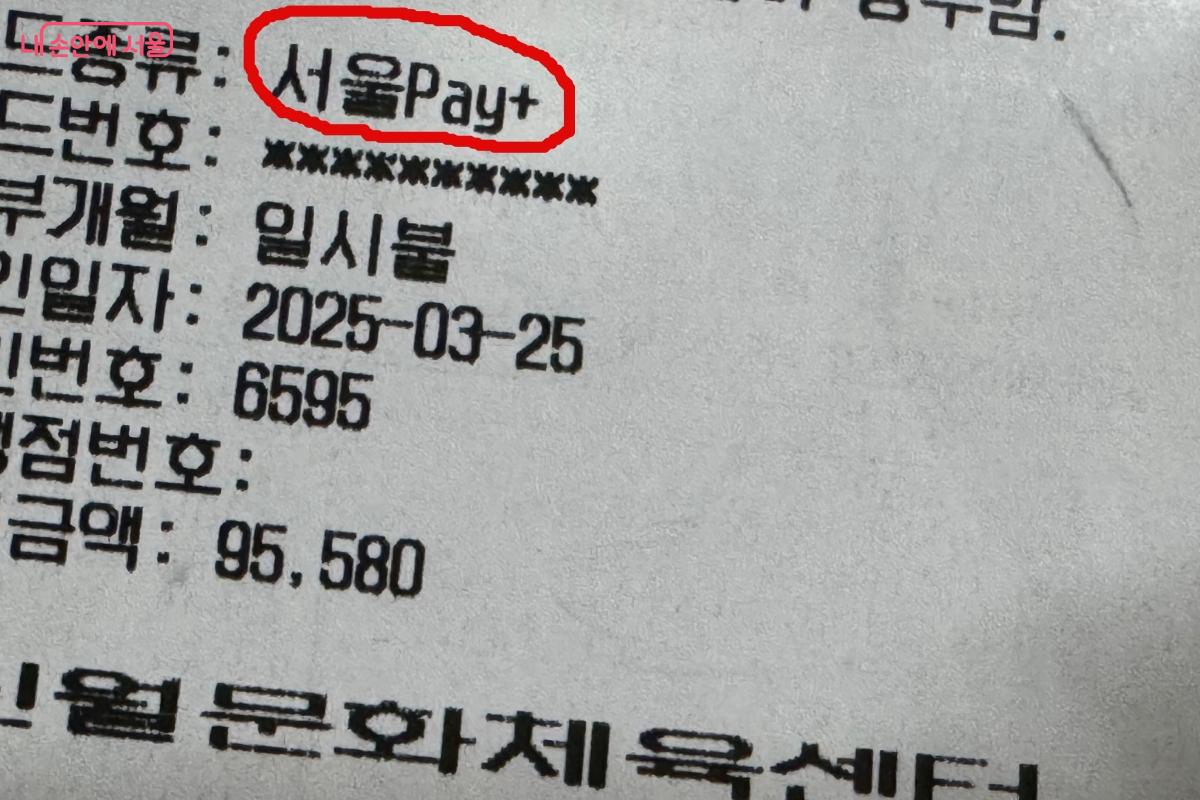 내 손안에 서울
드종류: 서울Pay+
드번호: ***********
부개월: 일시불
인일자: 2025-03-25
인번호: 6595
점번호:
금액: 95,580
월문화체육센터